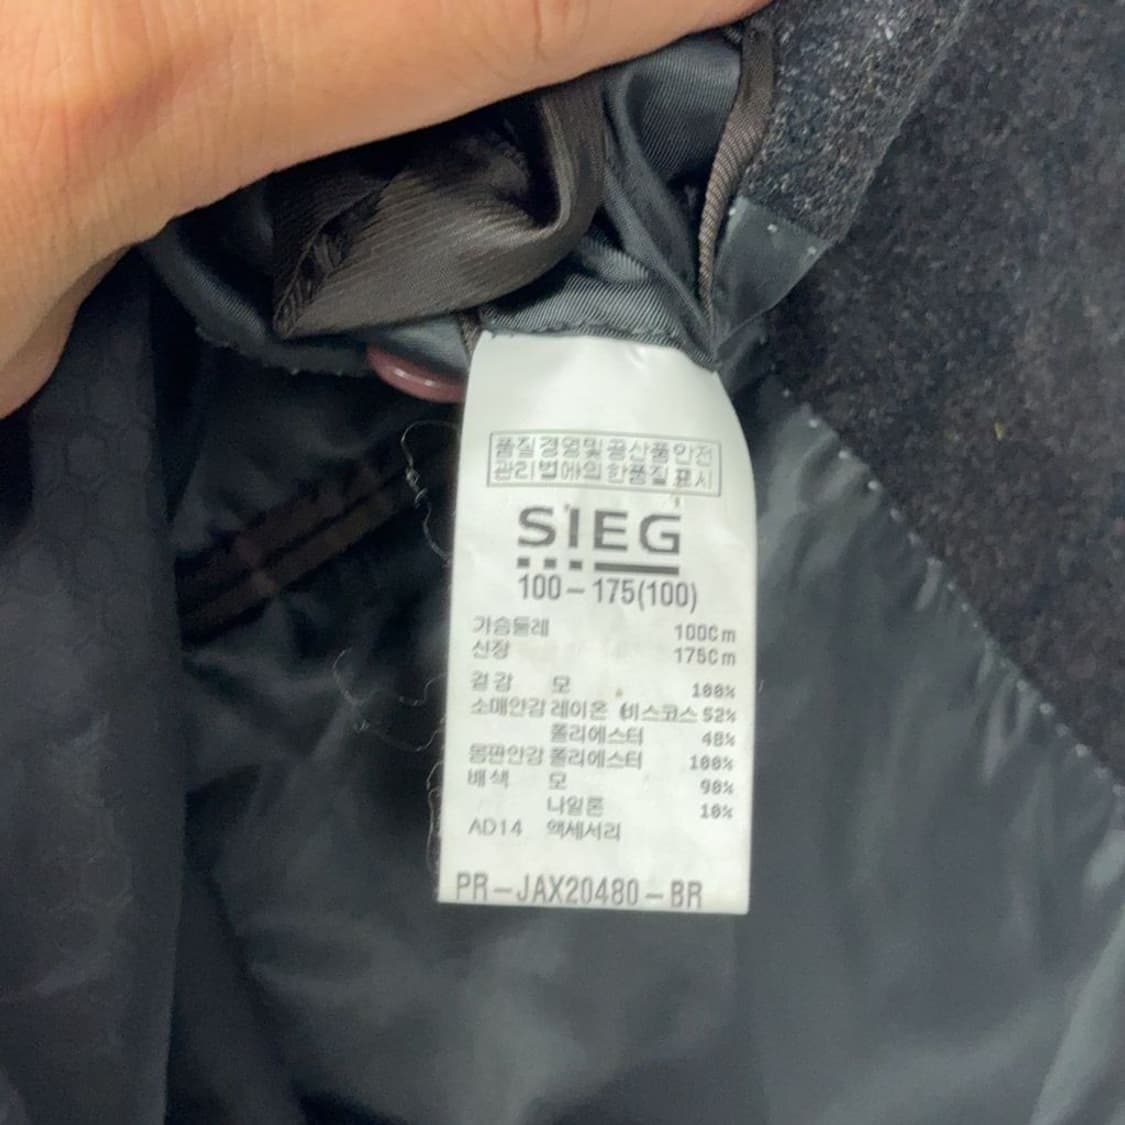 품질경영및공산품안전
관리법에의한품질표시
SIEG
100-175(100)
가슴둘레 100Cm
신장 175Cm
겉감 모 100%
소매안감 레이온 (비스코스 52%
폴리에스터 48%
몸판안감 폴리에스터 100%
배색 모 90%
나일론 10%
AD14 액세서리
PR-JAX20480-BR